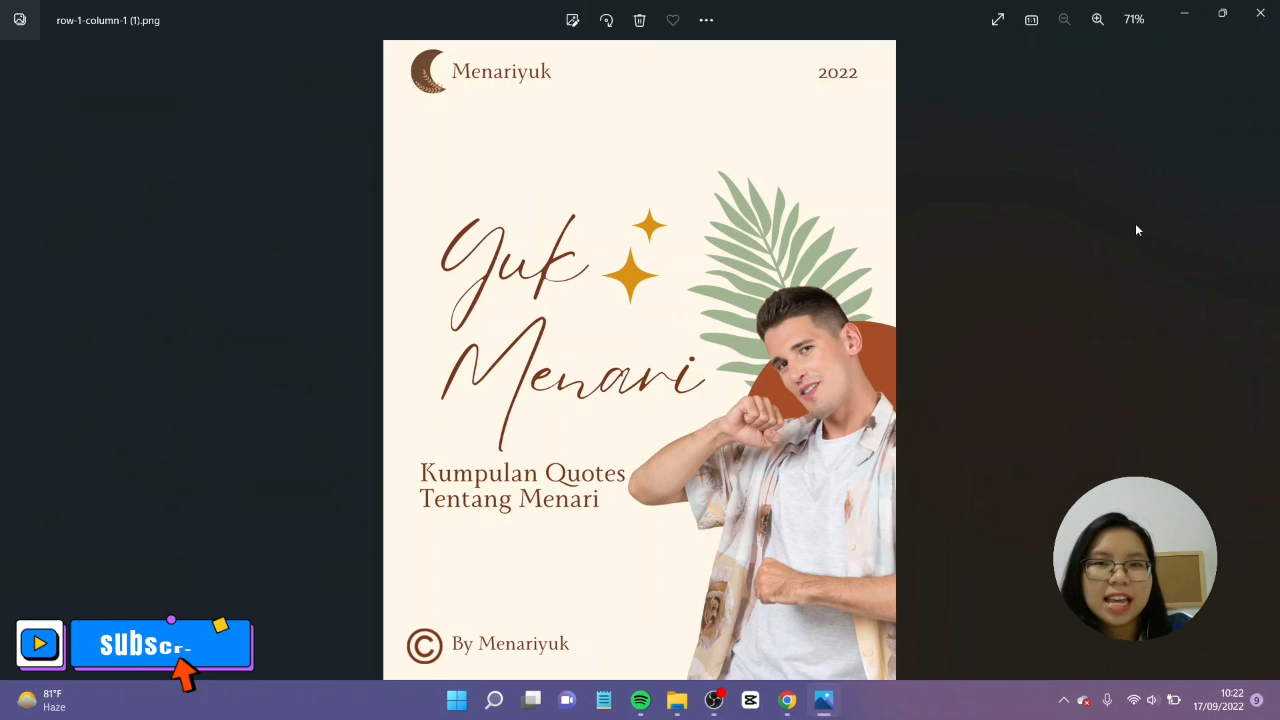 row-1-column-1 (1).png
71%
Menariyuk
2022
Yuk
Menari
Kumpulan Quotes
Tentang Menari
© By Menariyuk
subscr-
81°F
Haze
10:22
17/09/2022
9